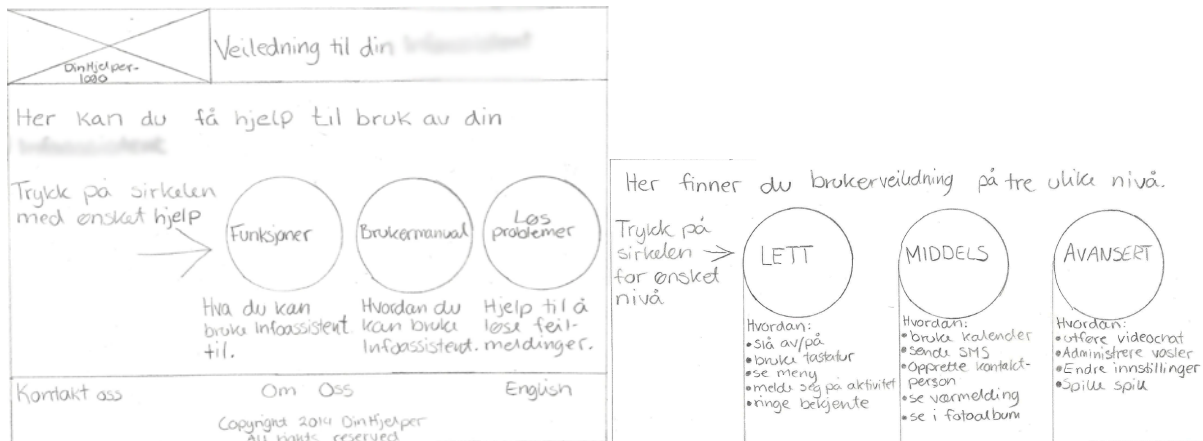 DinHjelper-
logo
Veiledning til din
Her kan du få hjelp til bruk av din
Trykk på sirkelen
med ønsket hjelp
Funksjoner
Brukermanual
Løs
problemer
Hva du kan
bruke Infoassistent
til.
Hvordan du
kan bruke
Infoassistent.
Hjelp til å
løse feil-
meldinger.
Kontakt oss
Om Oss
English
Copyright 2014 DinHjelper
All rights reserved
Her finner du brukerveiledning på tre ulike nivå.
Trykk på
sirkelen
for ønsket
nivå
LETT
Hvordan:
•slå av/på
•bruke tastatur
•se meny
•melde seg på aktivitet
•ringe bekjente
MIDDELS
Hvordan:
•bruke kalender
•sende SMS
•Opprette kontakt-
person
•se værmelding
•se i fotoalbum
AVANSERT
Hvordan:
•utføre videochat
•Administrere varsler
•Endre innstillinger
•Spille spill